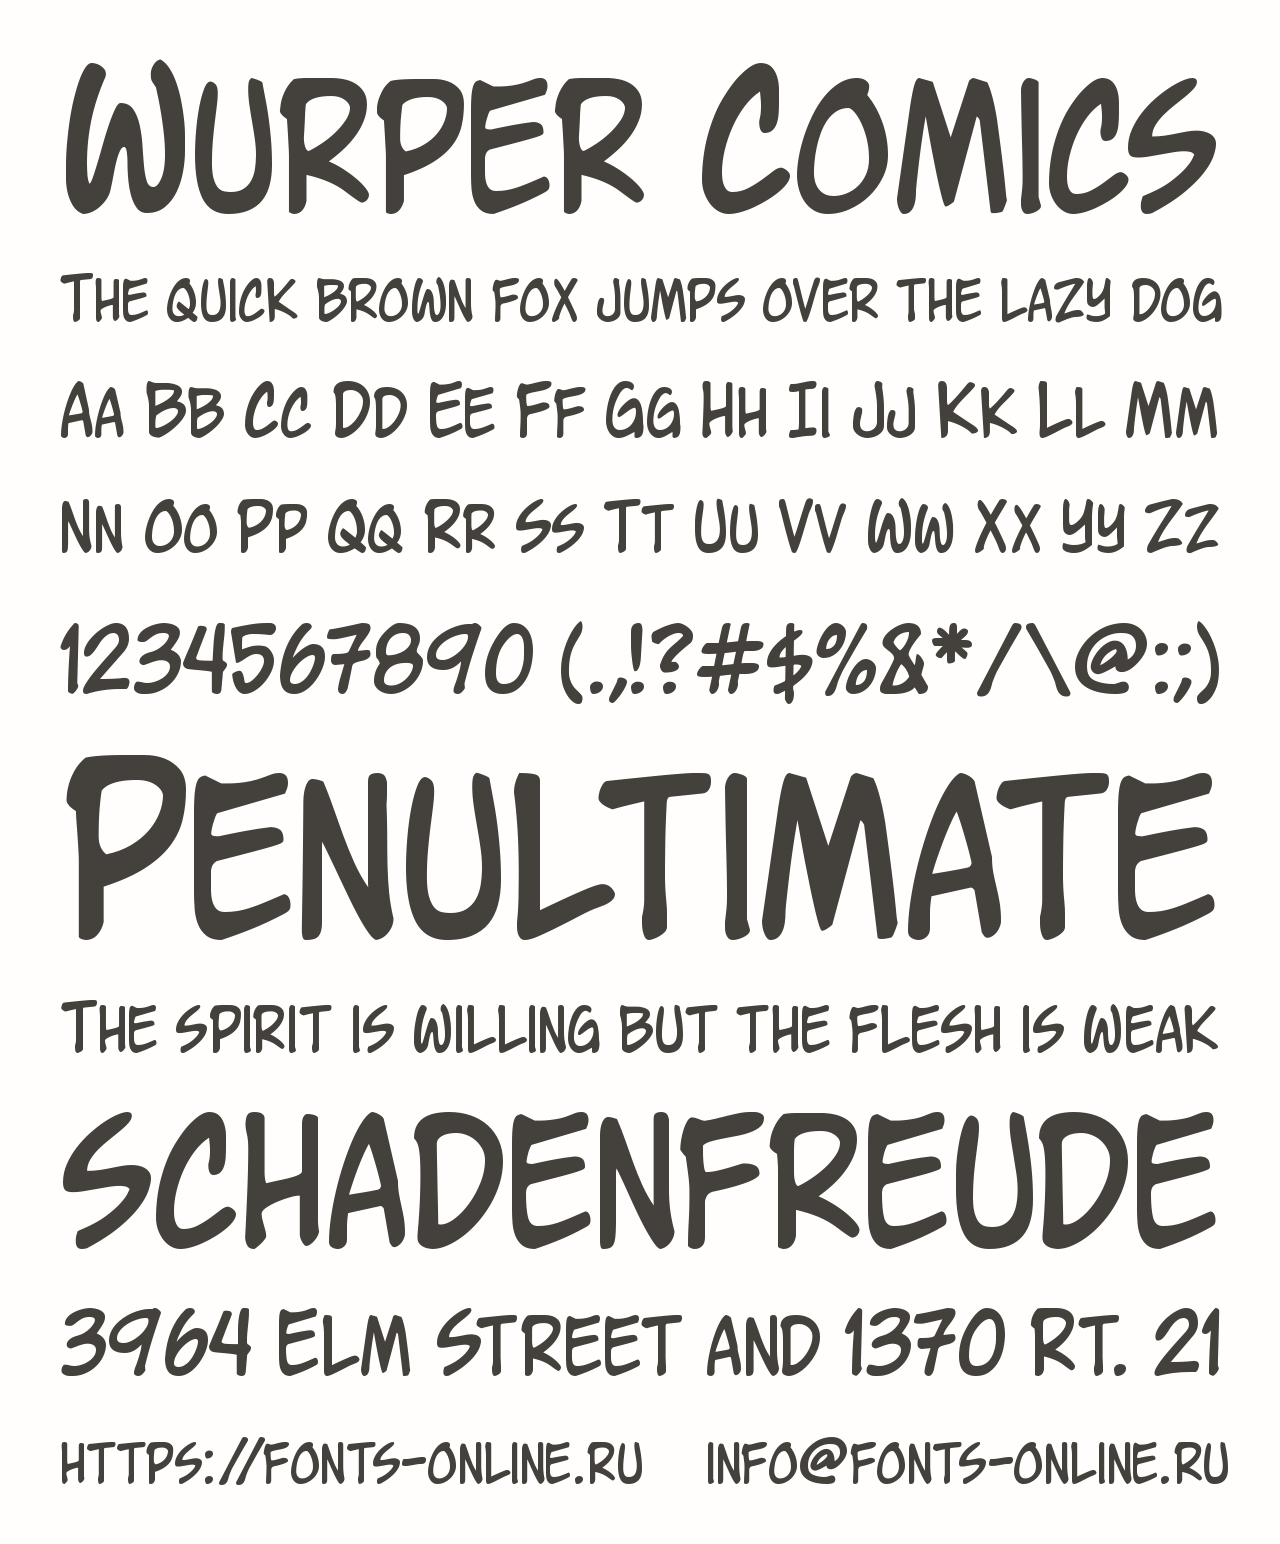 Wurper Comics
The quick brown fox jumps over the lazy dog
Aa Bb Cc Dd Ee Ff Gg Hh Ii Jj Kk Ll Mm
Nn Oo Pp Qq Rr Ss Tt Uu Vv Ww Xx Yy Zz
1234567890 (.,!?#$%&*/\@:;)
Penultimate
The spirit is willing but the flesh is weak
schadenfreude
3964 Elm Street and 1370 Rt. 21
https://fonts-online.ru info@fonts-online.ru